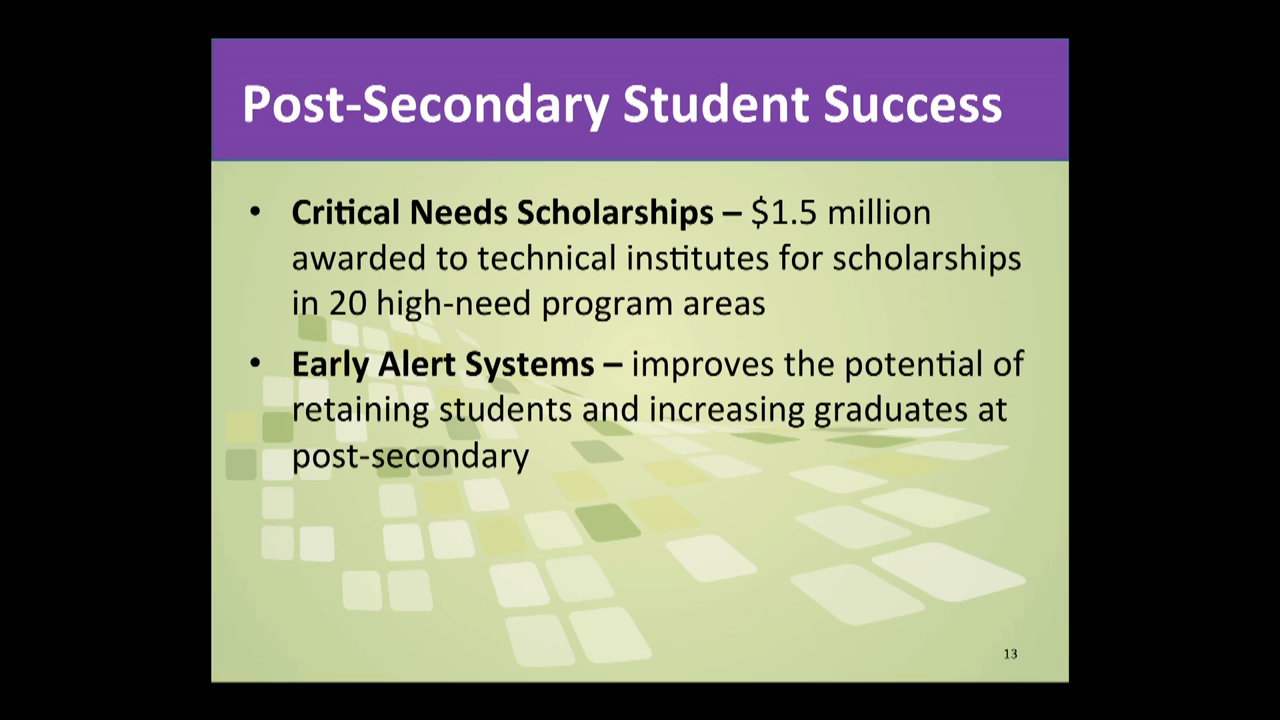 Post-Secondary Student Success
• Critical Needs Scholarships – $1.5 million
awarded to technical institutes for scholarships
in 20 high-need program areas
• Early Alert Systems – improves the potential of
retaining students and increasing graduates at
post-secondary
13